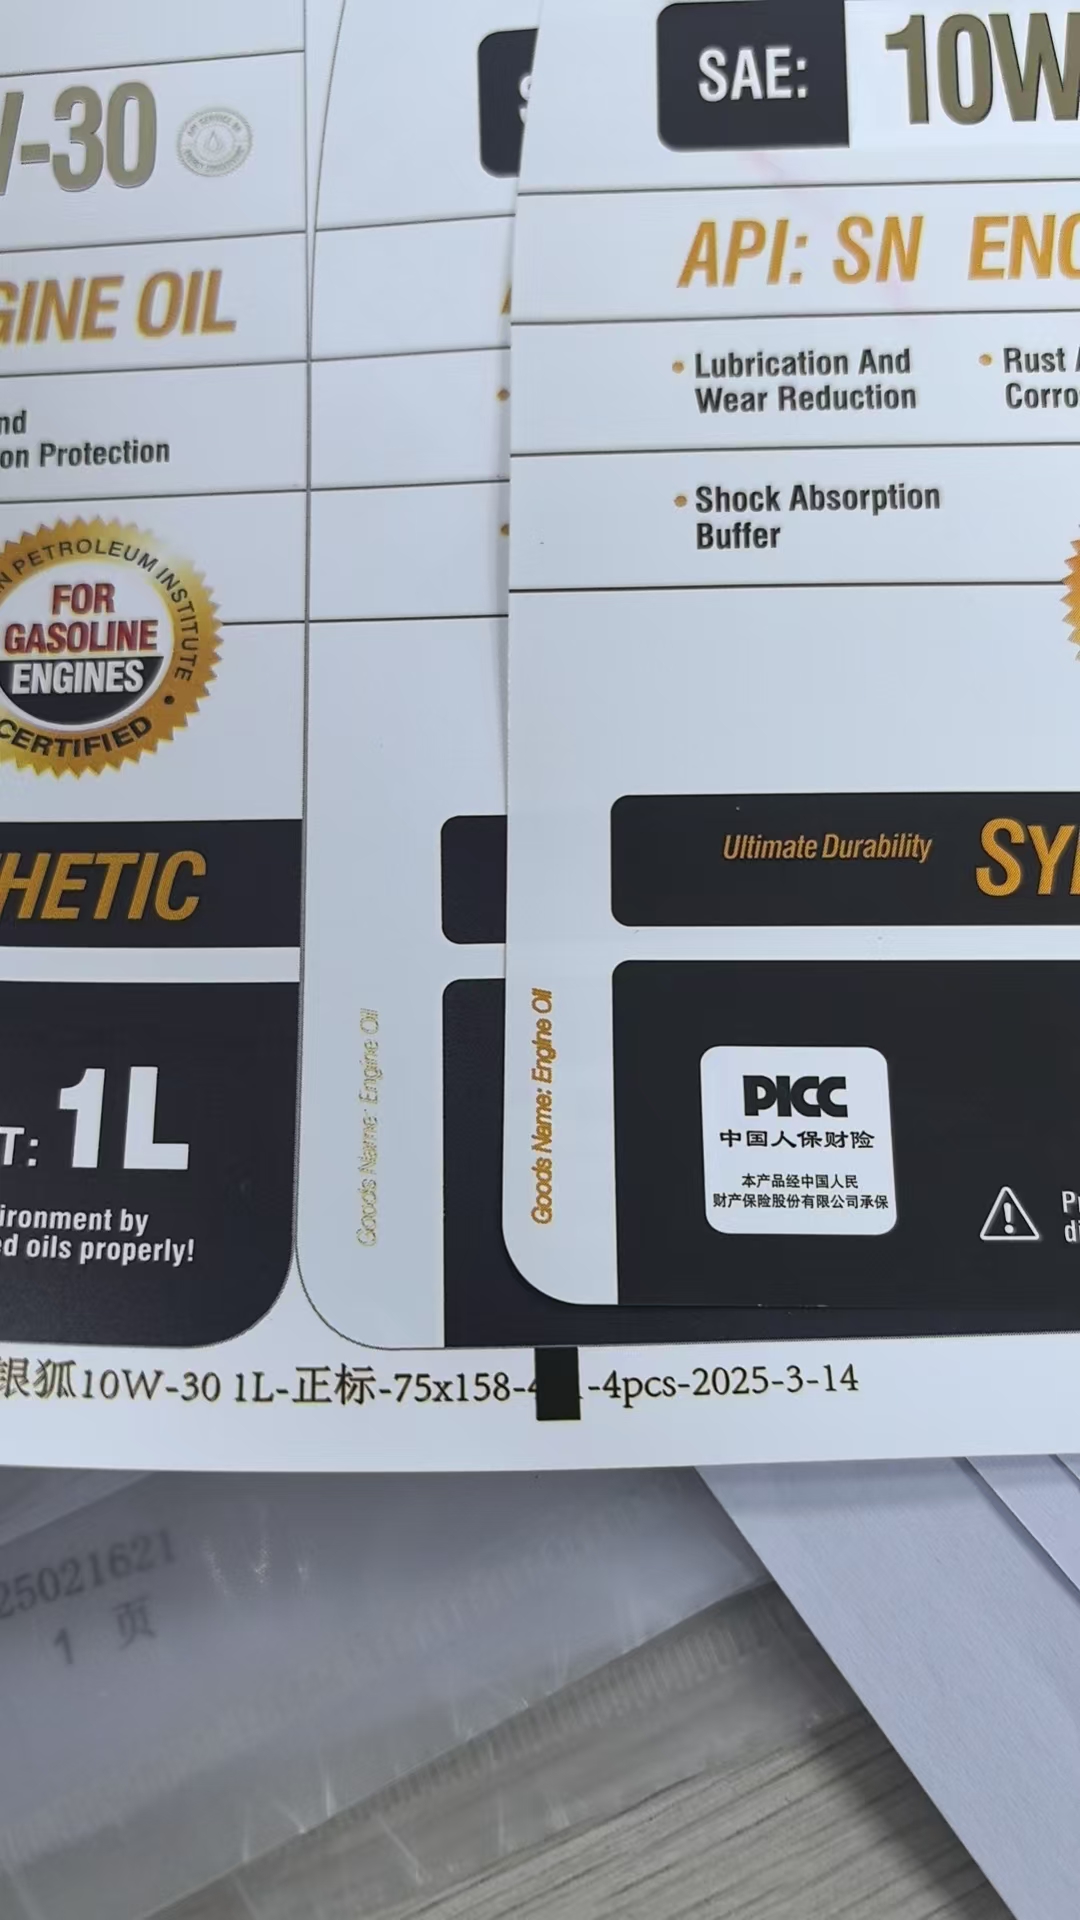 -30
GINE OIL
nd
on Protection
N PETROLEUM INSTITUTE
FOR
GASOLINE
ENGINES
CERTIFIED
HETIC
T: 1L
ironment by
ed oils properly!
Goods Name: Engine Oil
SAE: 10W
API: SN ENG
Lubrication And
Wear Reduction
Rust A
Corro
Shock Absorption
Buffer
Ultimate Durability SY
Goods Name: Engine Oil
PICC
中国人保财险
本产品经中国人民
财产保险股份有限公司承保
P
di
银狐10W-30 1L-正标-75x158-4
-4pcs-2025-3-14
25021621
1 页